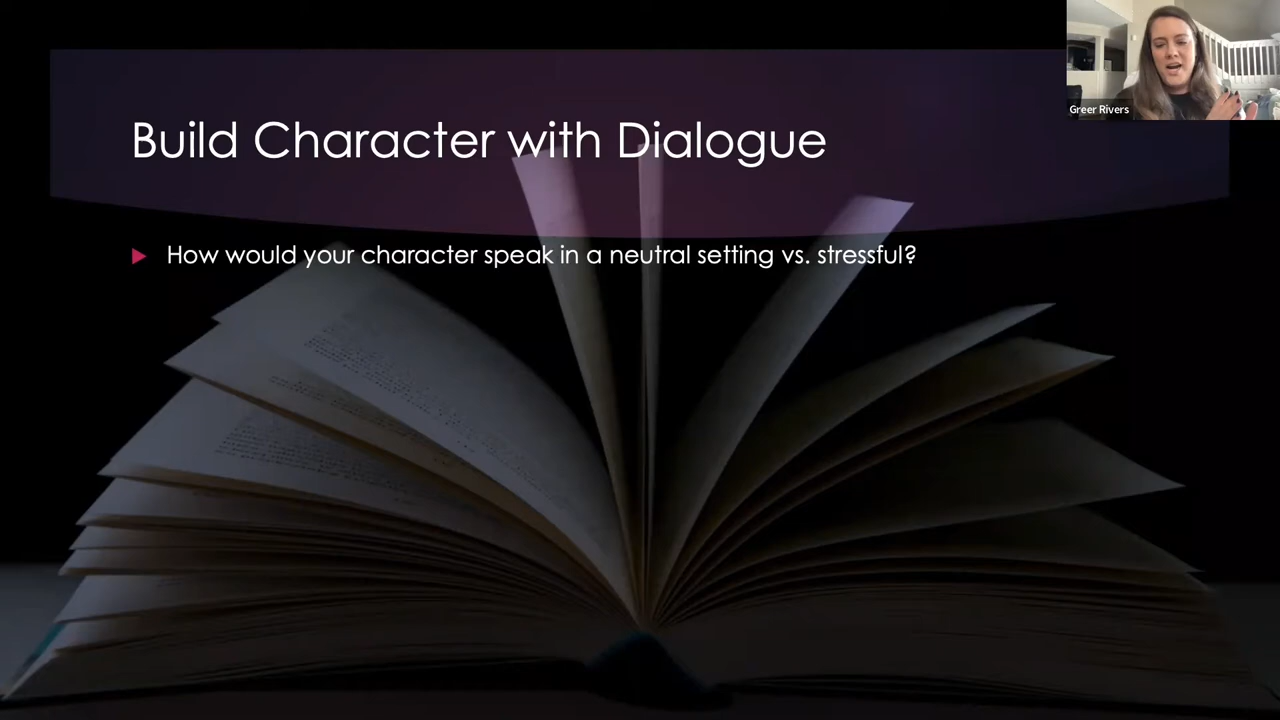 Build Character with Dialogue
How would your character speak in a neutral setting vs. stressful?
Greer Rivers